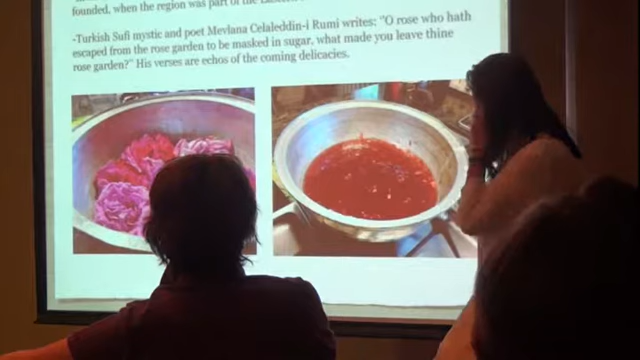 founded, when the region was part of the
-Turkish Sufi mystic and poet Mevlana Celaleddin-i Rumi writes: "O rose who hath
escaped from the rose garden to be masked in sugar, what made you leave thine
rose garden?" His verses are echos of the coming delicacies.